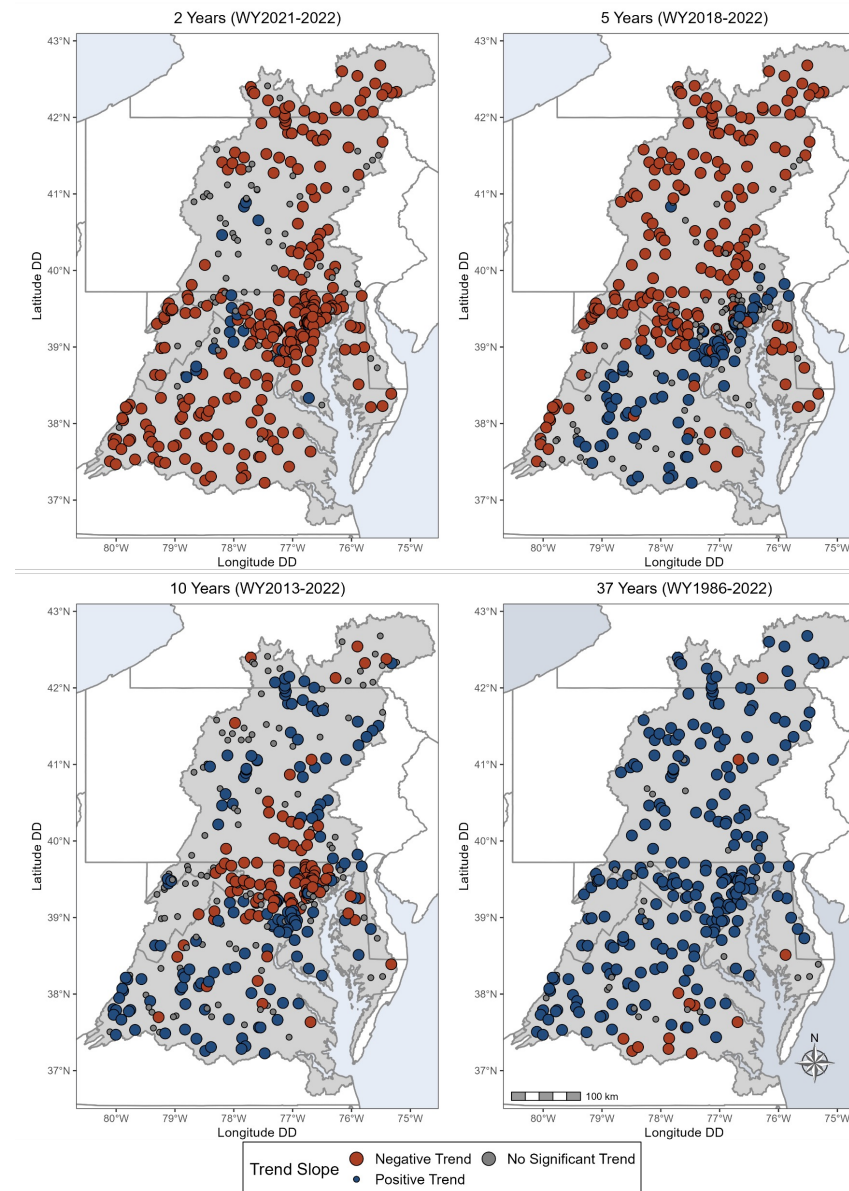 2 Years (WY2021-2022)
5 Years (WY2018-2022)
43°N
42°N
41°N
40°N
39°N
38°N
37°N
Latitude DD
80°W 79°W 78°W 77°W 76°W 75°W
Longitude DD
43°N
42°N
41°N
40°N
39°N
38°N
37°N
Latitude DD
80°W 79°W 78°W 77°W 76°W 75°W
Longitude DD
10 Years (WY2013-2022)
37 Years (WY1986-2022)
43°N
42°N
41°N
40°N
39°N
38°N
37°N
Latitude DD
80°W 79°W 78°W 77°W 76°W 75°W
Longitude DD
43°N
42°N
41°N
40°N
39°N
38°N
37°N
Latitude DD
N
100 km
80°W 79°W 78°W 77°W 76°W 75°W
Longitude DD
Trend Slope
Negative Trend
No Significant Trend
Positive Trend